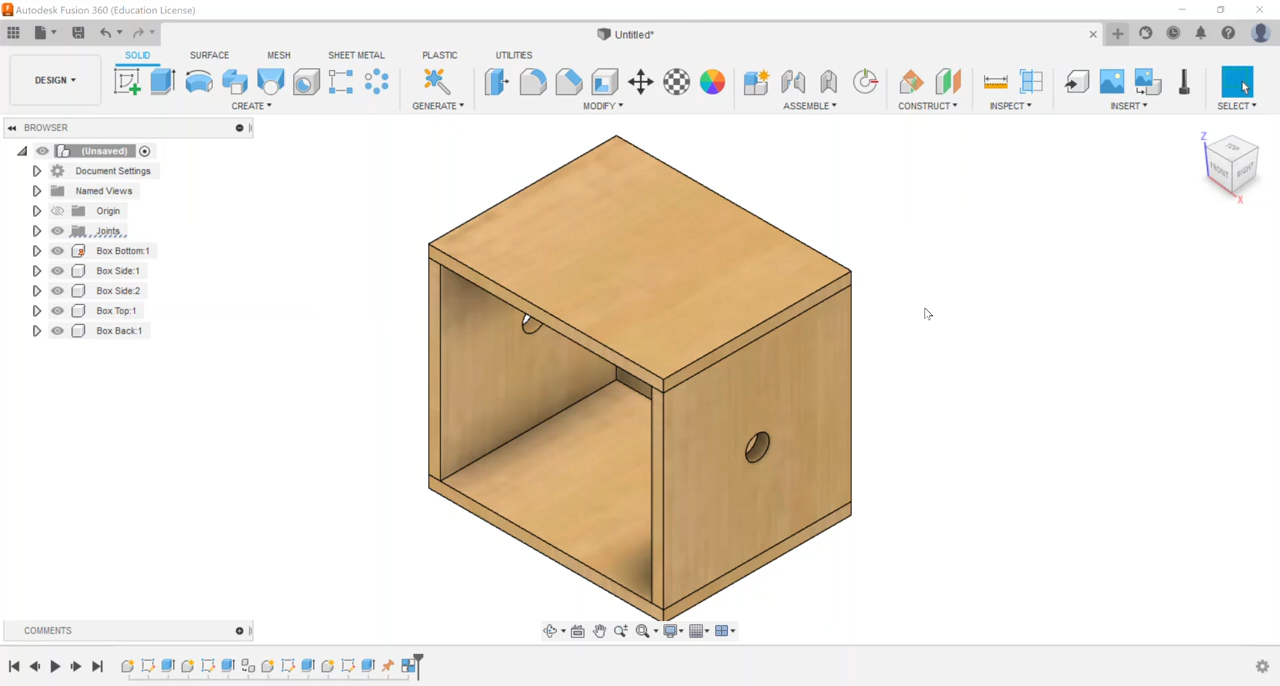 Autodesk Fusion 360 (Education License)
Untitled*
SOLID SURFACE MESH SHEET METAL PLASTIC UTILITIES
DESIGN
CREATE GENERATE MODIFY ASSEMBLE CONSTRUCT INSPECT INSERT SELECT
BROWSER
(Unsaved)
Document Settings
Named Views
Origin
Joints
Box Bottom:1
Box Side:1
Box Side:2
Box Top:1
Box Back:1
Z
TOP
FRONT RIGHT
X
COMMENTS